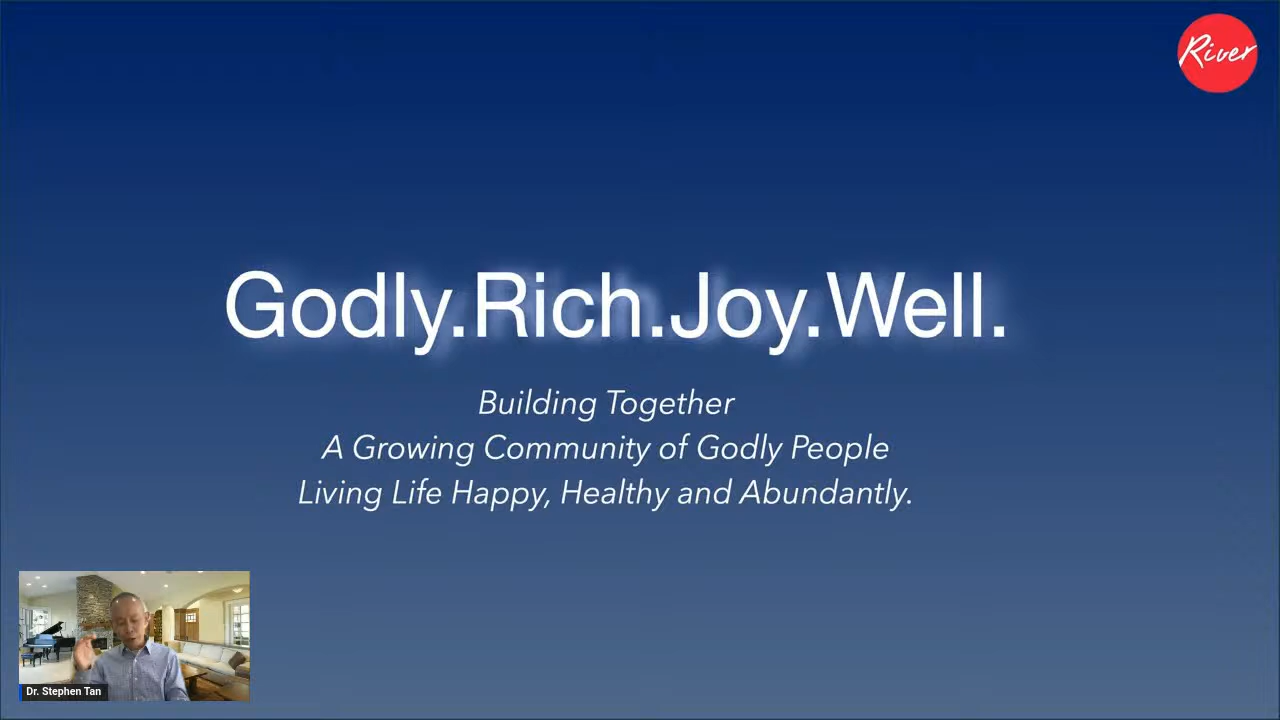 River
Godly.Rich.Joy.Well.
Building Together
A Growing Community of Godly People
Living Life Happy, Healthy and Abundantly.
Dr. Stephen Tan